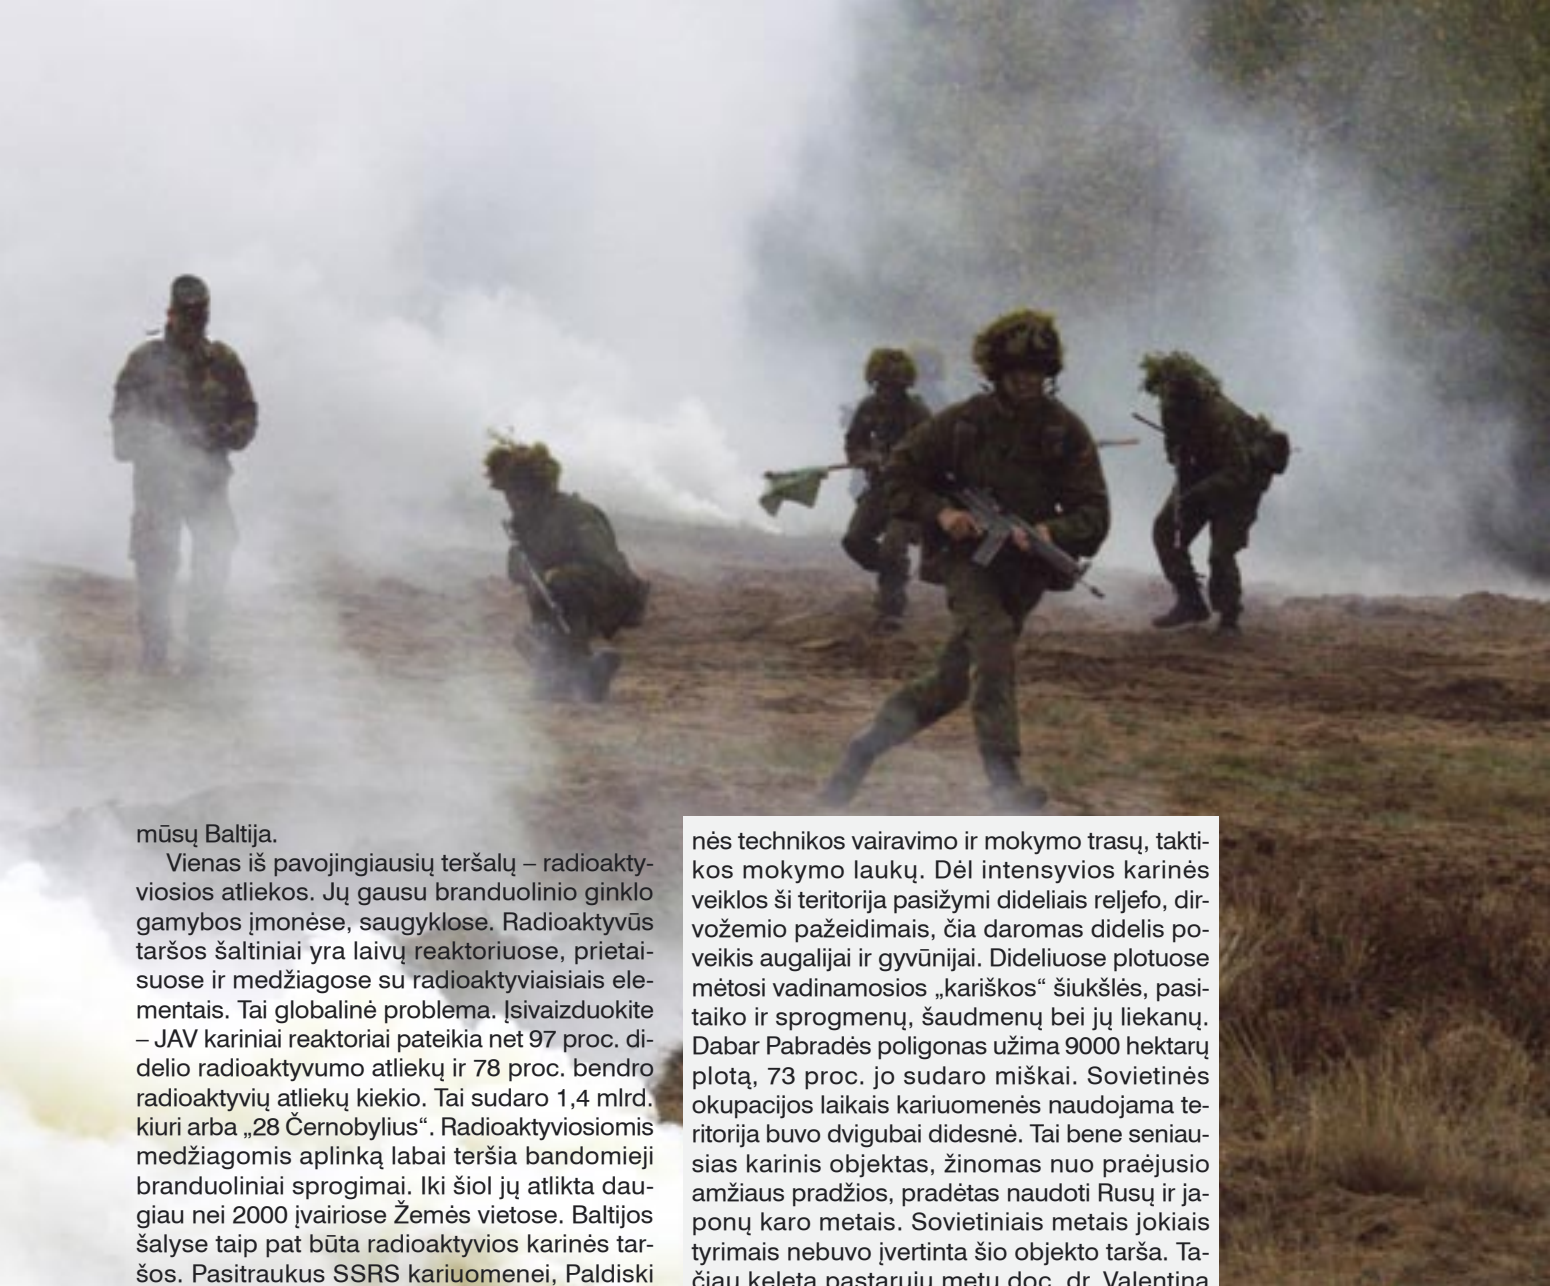 mūsų Baltija.
Vienas iš pavojingiausių teršalų – radioakty-
viosios atliekos. Jų gausu branduolinio ginklo
gamybos įmonėse, saugyklose. Radioaktyvūs
taršos šaltiniai yra laivų reaktoriuose, prietai-
suose ir medžiagose su radioaktyviaisiais ele-
mentais. Tai globalinė problema. Įsivaizduokite
– JAV kariniai reaktoriai pateikia net 97 proc. di-
delio radioaktyvumo atliekų ir 78 proc. bendro
radioaktyvių atliekų kiekio. Tai sudaro 1,4 mlrd.
kiuri arba „28 Černobylius“. Radioaktyviosiomis
medžiagomis aplinką labai teršia bandomieji
branduoliniai sprogimai. Iki šiol jų atlikta dau-
giau nei 2000 įvairiose Žemės vietose. Baltijos
šalyse taip pat būta radioaktyvios karinės tar-
šos. Pasitraukus SSRS kariuomenei, Paldiski
nės technikos vairavimo ir mokymo trasų, takti-
kos mokymo laukų. Dėl intensyvios karinės
veiklos ši teritorija pasižymi dideliais reljefo, dir-
vožemio pažeidimais, čia daromas didelis po-
veikis augalijai ir gyvūnijai. Dideliuose plotuose
mėtosi vadinamosios „kariškos“ šiukšlės, pasi-
taiko ir sprogmenų, šaudmenų bei jų liekanų.
Dabar Pabradės poligonas užima 9000 hektarų
plotą, 73 proc. jo sudaro miškai. Sovietinės
okupacijos laikais kariuomenės naudojama te-
ritorija buvo dvigubai didesnė. Tai bene seniau-
sias karinis objektas, žinomas nuo praėjusio
amžiaus pradžios, pradėtas naudoti Rusų ir ja-
ponų karo metais. Sovietiniais metais jokiais
tyrimais nebuvo įvertinta šio objekto tarša. Ta-
čiau keletą pastarųjų metų doc. dr. Valentina